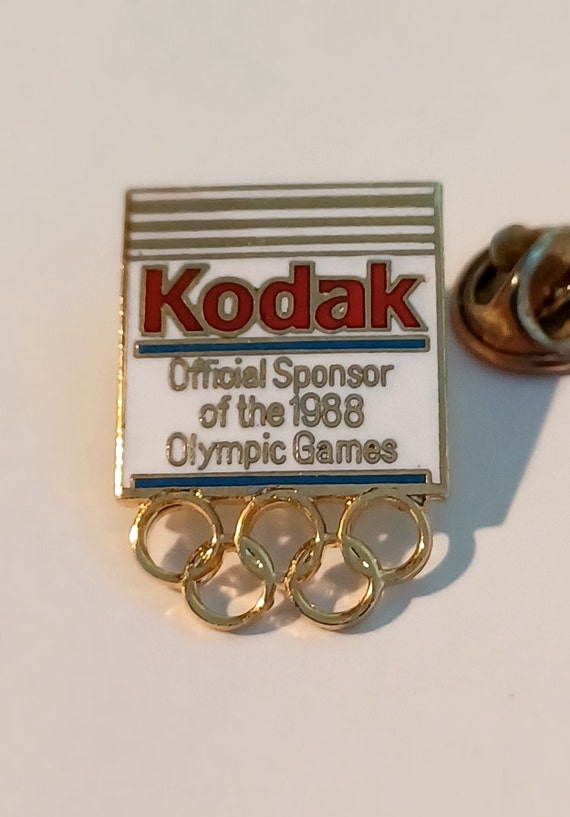 Kodak
Official Sponsor
of the 1988
Olympic Games